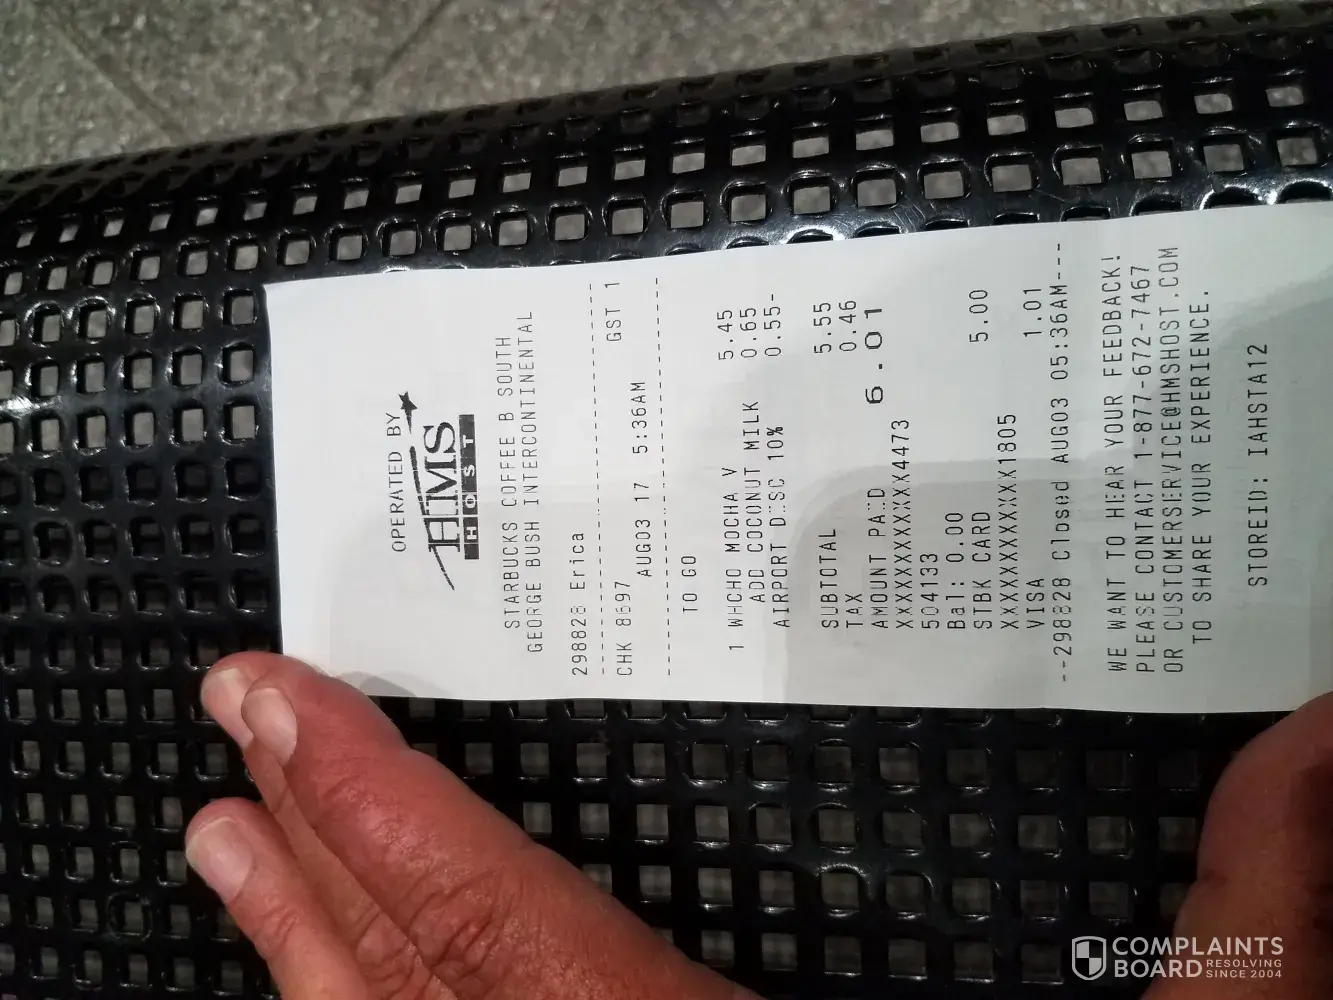 OPERATED BY
HMS
HOST
STARBUCKS COFFEE B SOUTH
GEORGE BUSH INTERCONTINENTAL
298828 Erica
CHK 8697 GST 1
AUG03 17 5:36AM
TO GO
1 WHCHO MOCHA V 5.45
ADD COCONUT MILK 0.65
AIRPORT DISC 10% 0.55-
SUBTOTAL 5.55
TAX 0.46
AMOUNT PAID 6.01
XXXXXXXXXXXX4473
504133
Bal: 0.00
STBK CARD 5.00
XXXXXXXXXXXX1805
VISA 1.01
--298828 Closed AUG03 05:36AM---
WE WANT TO HEAR YOUR FEEDBACK!
PLEASE CONTACT 1-877-672-7467
OR CUSTOMERSERVICE@HMSHOST.COM
TO SHARE YOUR EXPERIENCE.
STOREID: IAHSTA12
COMPLAINTS
BOARD RESOLVING
SINCE 2004